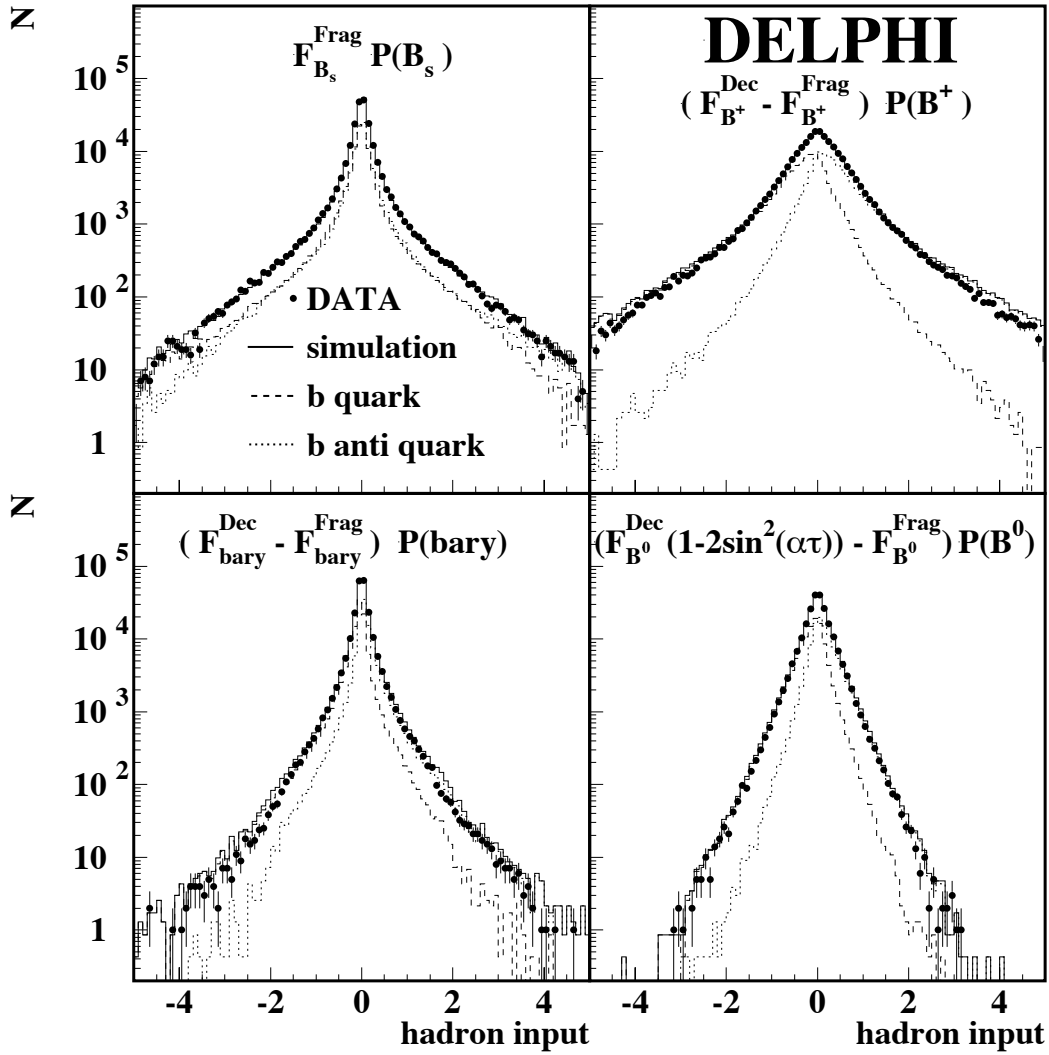 N
F_{B_s}^{Frag} P(B_s)
10^5
10^4
10^3
10^2
10
1
DATA
simulation
b quark
b anti quark
DELPHI
( F_{B^+}^{Dec} - F_{B^+}^{Frag} ) P(B^+ )
N
( F_{bary}^{Dec} - F_{bary}^{Frag} ) P(bary)
10^5
10^4
10^3
10^2
10
1
-4 -2 0 2 4
hadron input
(F_{B^0}^{Dec} (1-2sin^2(ατ)) - F_{B^0}^{Frag}) P(B^0)
-4 -2 0 2 4
hadron input